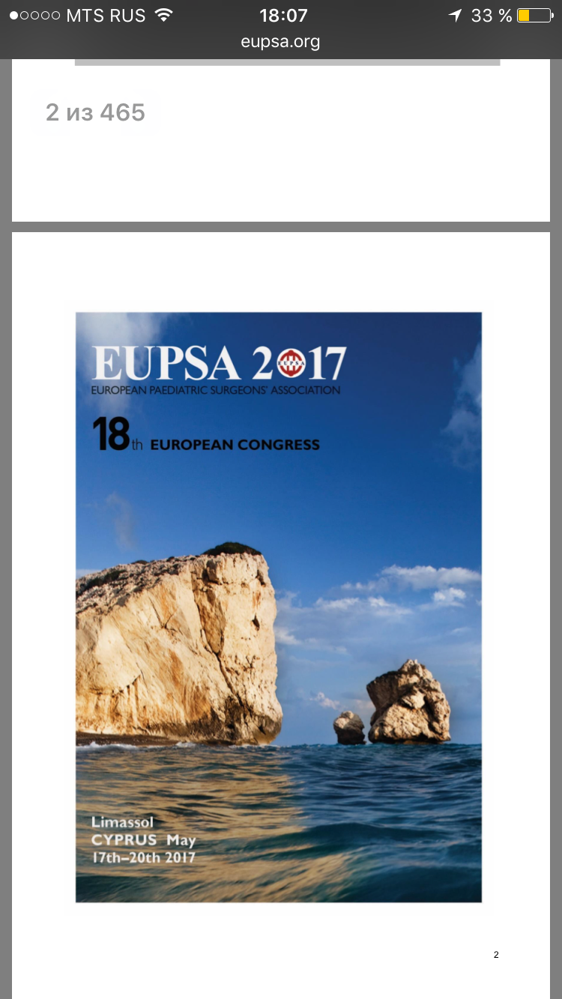 MTS RUS 18:07 33 %
eupsa.org
2 из 465
EUPSA 2017
EUPSA
EUROPEAN PAEDIATRIC SURGEONS' ASSOCIATION
18th EUROPEAN CONGRESS
Limassol
CYPRUS May
17th–20th 2017
2